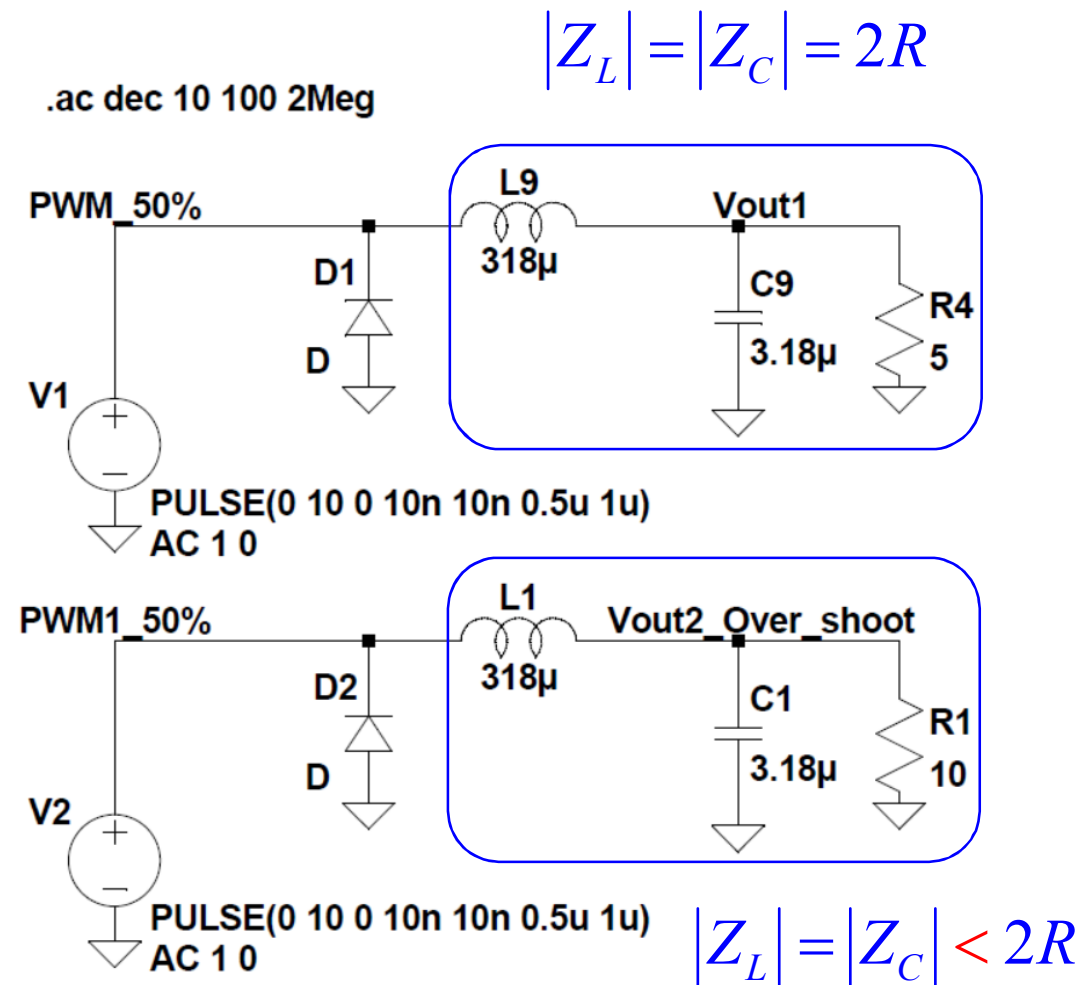 |Z_L| = |Z_C| = 2R
.ac dec 10 100 2Meg
PWM_50%
L9
318µ
Vout1
D1
D
C9
3.18µ
R4
5
V1
PULSE(0 10 0 10n 10n 0.5u 1u)
AC 1 0
PWM1_50%
L1
318µ
Vout2_Over_shoot
D2
D
C1
3.18µ
R1
10
V2
PULSE(0 10 0 10n 10n 0.5u 1u)
AC 1 0
|Z_L| = |Z_C| < 2R